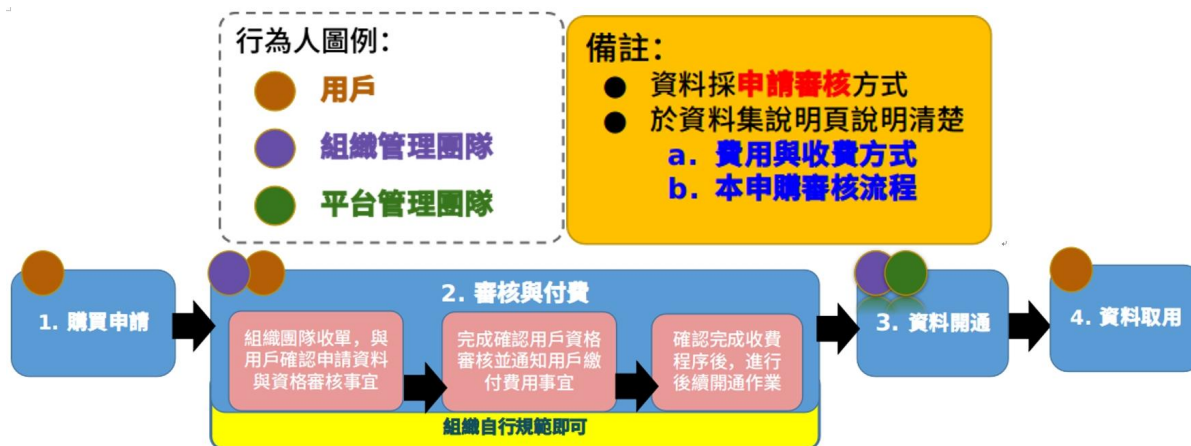 行為人圖例：
用戶
組織管理團隊
平台管理團隊
備註：
● 資料採申請審核方式
● 於資料集說明頁說明清楚
a. 費用與收費方式
b. 本申購審核流程
1. 購買申請
2. 審核與付費
組織團隊收單，與
用戶確認申請資料
與資格審核事宜
完成確認用戶資格
審核並通知用戶繳
付費用事宜
確認完成收費
程序後，進行
後續開通作業
組織自行規範即可
3. 資料開通
4. 資料取用